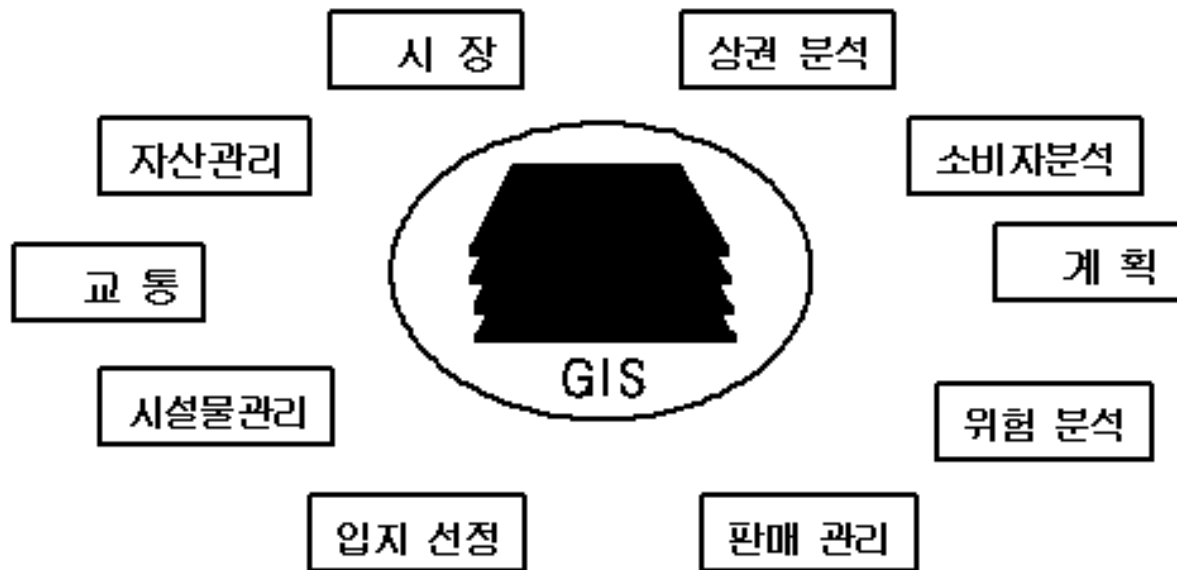 시 장
상권 분석
자산관리
소비자분석
교 통
계 획
GIS
시설물관리
위험 분석
입지 선정
판매 관리